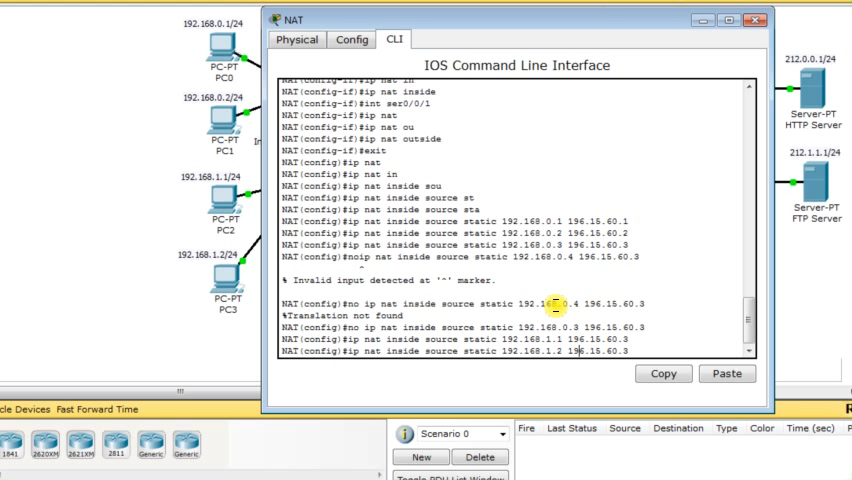 192.168.0.1/24
PC-PT
PC0
192.168.0.2/24
PC-PT
PC1
192.168.1.1/24
PC-PT
PC2
192.168.1.2/24
PC-PT
PC3
NAT
Physical Config CLI
IOS Command Line Interface
NAT(config-if)#ip nat in
NAT(config-if)#ip nat inside
NAT(config-if)#int ser0/0/1
NAT(config-if)#ip nat
NAT(config-if)#ip nat ou
NAT(config-if)#ip nat outside
NAT(config-if)#exit
NAT(config)#ip nat
NAT(config)#ip nat in
NAT(config)#ip nat inside sou
NAT(config)#ip nat inside source st
NAT(config)#ip nat inside source sta
NAT(config)#ip nat inside source static 192.168.0.1 196.15.60.1
NAT(config)#ip nat inside source static 192.168.0.2 196.15.60.2
NAT(config)#ip nat inside source static 192.168.0.3 196.15.60.3
NAT(config)#noip nat inside source static 192.168.0.4 196.15.60.3
^
% Invalid input detected at '^' marker.
NAT(config)#no ip nat inside source static 192.168.0.4 196.15.60.3
%Translation not found
NAT(config)#no ip nat inside source static 192.168.0.3 196.15.60.3
NAT(config)#ip nat inside source static 192.168.1.1 196.15.60.3
NAT(config)#ip nat inside source static 192.168.1.2 196.15.60.3
Copy Paste
212.0.0.1/24
Server-PT
HTTP Server
212.1.1.1/24
Server-PT
FTP Server
Devices Fast Forward Time
1841 2620XM 2621XM 2811 Generic Generic
Scenario 0
New Delete
Toggle PDU List Window
Fire Last Status Source Destination Type Color Time (sec)